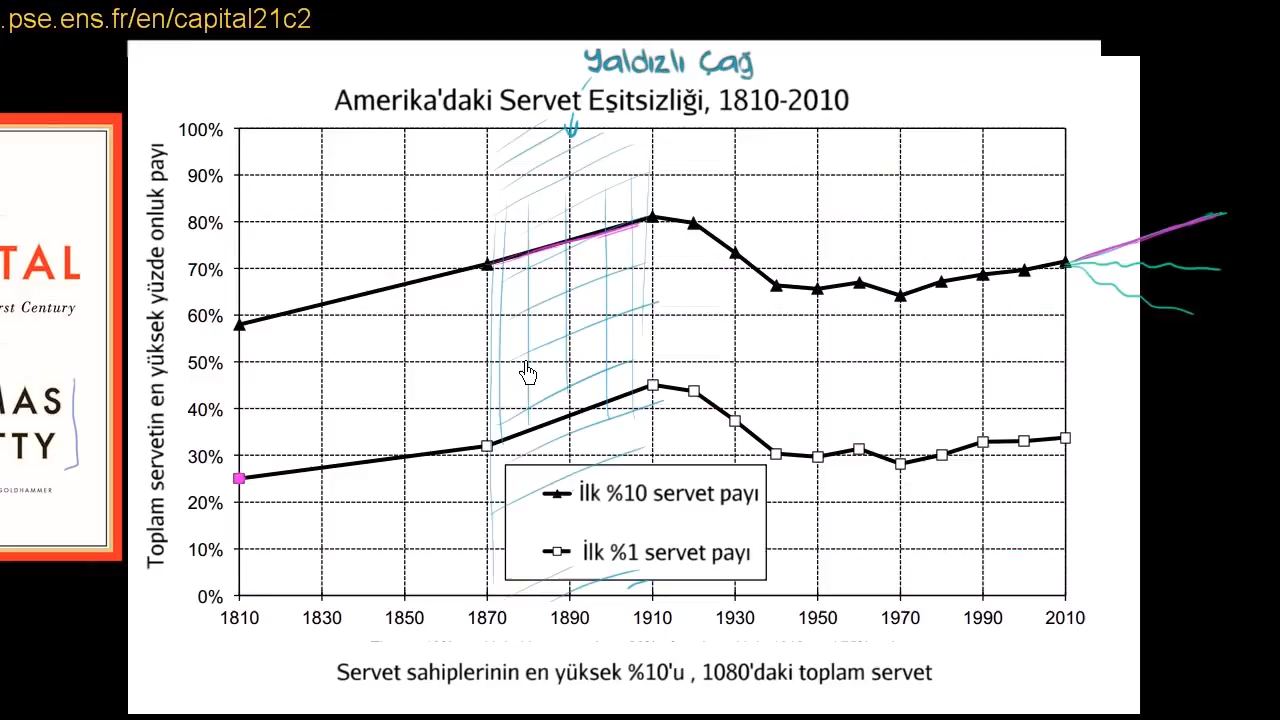 .pse.ens.fr/en/capital21c2
Yaldızlı Çağ
Amerika'daki Servet Eşitsizliği, 1810-2010
Toplam servetin en yüksek yüzde onluk payı
100%
90%
80%
70%
60%
50%
40%
30%
20%
10%
0%
1810 1830 1850 1870 1890 1910 1930 1950 1970 1990 2010
İlk %10 servet payı
İlk %1 servet payı
Servet sahiplerinin en yüksek %10'u , 1080'daki toplam servet
TAL
rst Century
MAS
TTY
GOLDHAMMER